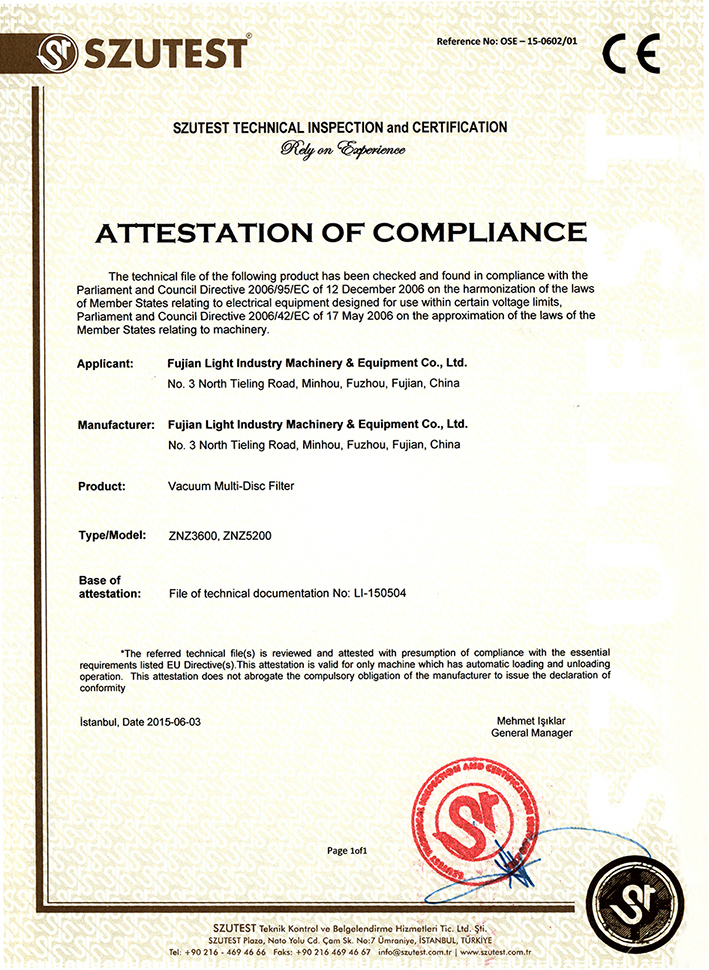 SZUTEST®
Reference No: OSE – 15-0602/01
CE
SZUTEST TECHNICAL INSPECTION and CERTIFICATION
Rely on Experience
ATTESTATION OF COMPLIANCE
The technical file of the following product has been checked and found in compliance with the
Parliament and Council Directive 2006/95/EC of 12 December 2006 on the harmonization of the laws
of Member States relating to electrical equipment designed for use within certain voltage limits,
Parliament and Council Directive 2006/42/EC of 17 May 2006 on the approximation of the laws of the
Member States relating to machinery.
Applicant: Fujian Light Industry Machinery & Equipment Co., Ltd.
No. 3 North Tieling Road, Minhou, Fuzhou, Fujian, China
Manufacturer: Fujian Light Industry Machinery & Equipment Co., Ltd.
No. 3 North Tieling Road, Minhou, Fuzhou, Fujian, China
Product: Vacuum Multi-Disc Filter
Type/Model: ZNZ3600, ZNZ5200
Base of
attestation: File of technical documentation No: LI-150504
*The referred technical file(s) is reviewed and attested with presumption of compliance with the essential
requirements listed EU Directive(s).This attestation is valid for only machine which has automatic loading and unloading
operation. This attestation does not abrogate the compulsory obligation of the manufacturer to issue the declaration of
conformity
İstanbul, Date 2015-06-03
Mehmet Işıklar
General Manager
SZUTEST TECHNICAL INSPECTION AND CERTIFICATION
Page 1of1
SZUTEST Teknik Kontrol ve Belgelendirme Hizmetleri Tic. Ltd. Şti.
SZUTEST Plaza, Nato Yolu Cd. Çam Sk. No:7 Ümraniye, İSTANBUL, TÜRKİYE
Tel: +90 216 - 469 46 66 Faks: +90 216 469 46 67 info@szutest.com.tr | www.szutest.com.tr
SZUTEST